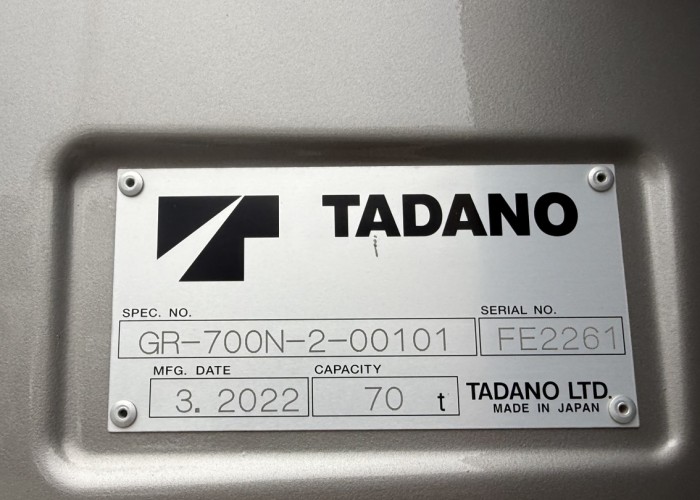 TADANO
SPEC. NO.
SERIAL NO.
GR-700N-2-00101
FE2261
MFG. DATE
CAPACITY
3. 2022
70 t
TADANO LTD.
MADE IN JAPAN